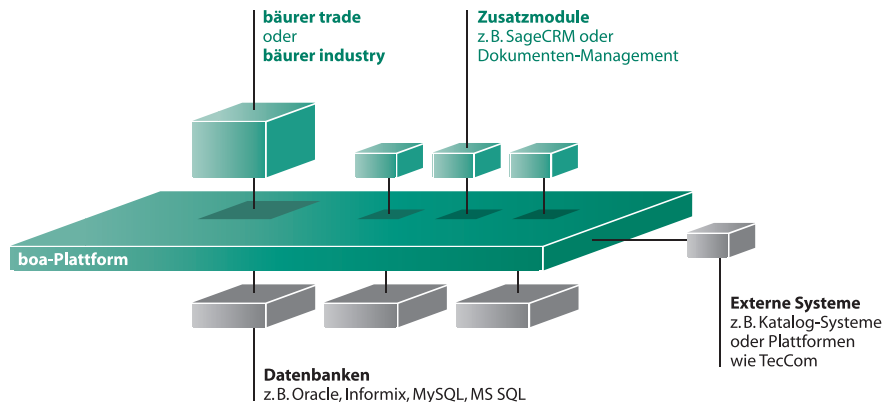 bäurer trade
oder
bäurer industry
Zusatzmodule
z. B. SageCRM oder
Dokumenten-Management
boa-Plattform
Externe Systeme
z. B. Katalog-Systeme
oder Plattformen
wie TecCom
Datenbanken
z. B. Oracle, Informix, MySQL, MS SQL